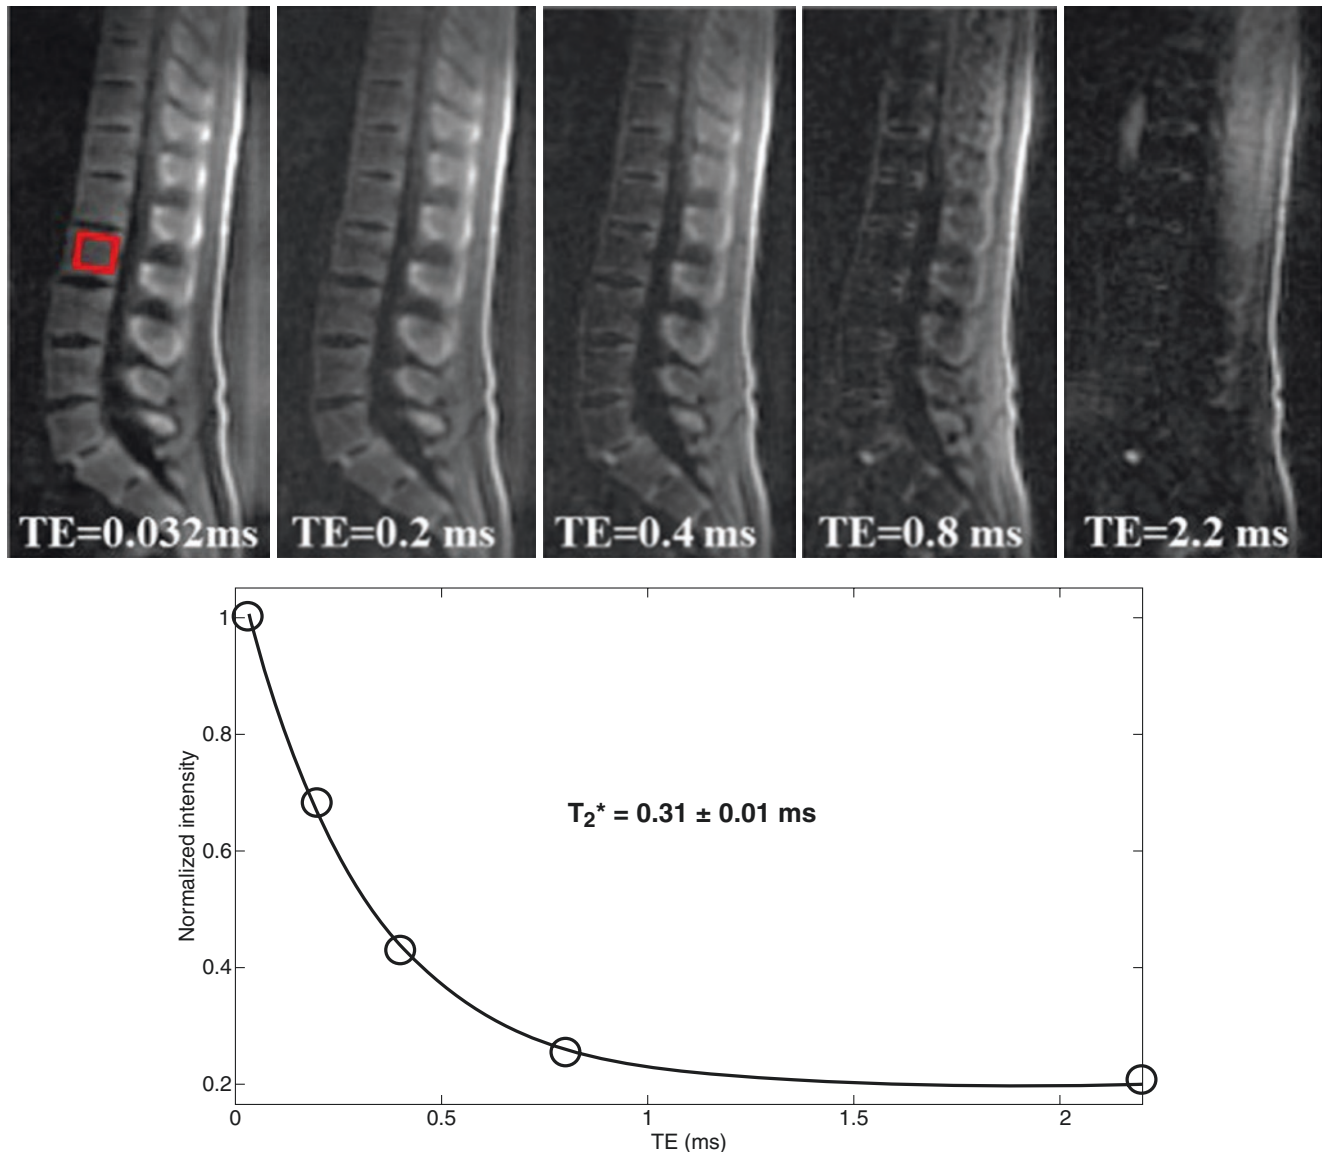 TE=0.032ms
TE=0.2 ms
TE=0.4 ms
TE=0.8 ms
TE=2.2 ms
1
0.8
0.6
0.4
0.2
Normalized intensity
T2* = 0.31 ± 0.01 ms
0
0.5
1
1.5
2
TE (ms)